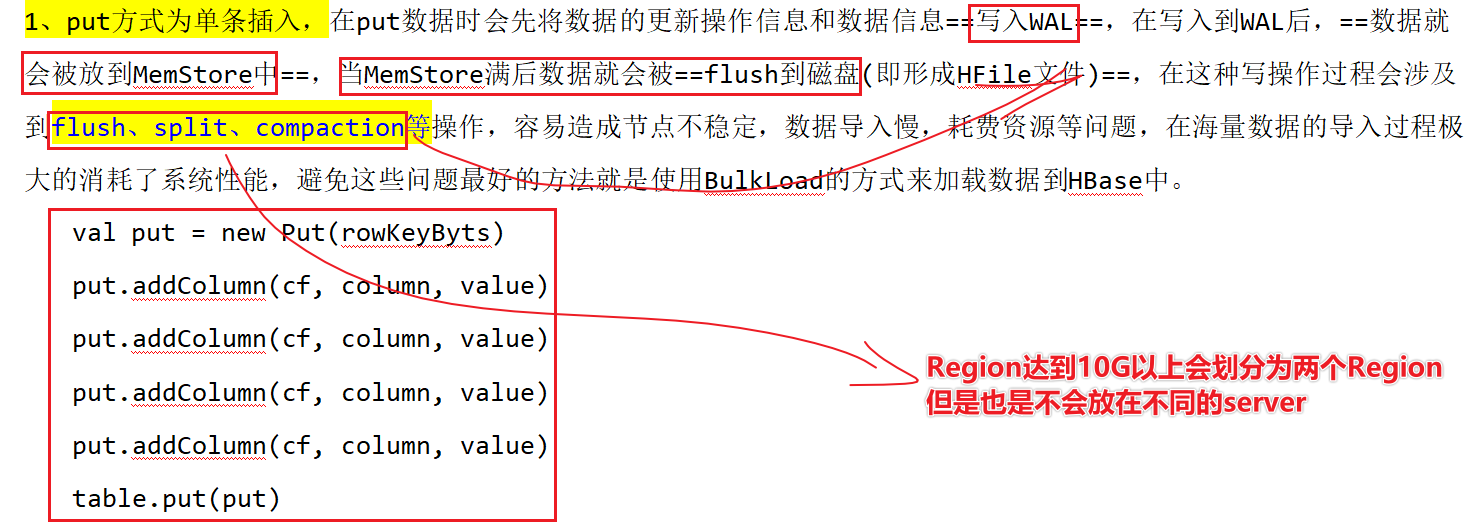 1、put方式为单条插入，在put数据时会先将数据的更新操作信息和数据信息==写入WAL==，在写入到WAL后，==数据就
会被放到MemStore中==，当MemStore满后数据就会被==flush到磁盘(即形成HFile文件)==，在这种写操作过程会涉及
到flush、split、compaction等操作，容易造成节点不稳定，数据导入慢，耗费资源等问题，在海量数据的导入过程极
大的消耗了系统性能，避免这些问题最好的方法就是使用BulkLoad的方式来加载数据到HBase中。
val put = new Put(rowKeyByts)
put.addColumn(cf, column, value)
put.addColumn(cf, column, value)
put.addColumn(cf, column, value)
put.addColumn(cf, column, value)
table.put(put)
Region达到10G以上会划分为两个Region
但是也是不会放在不同的server